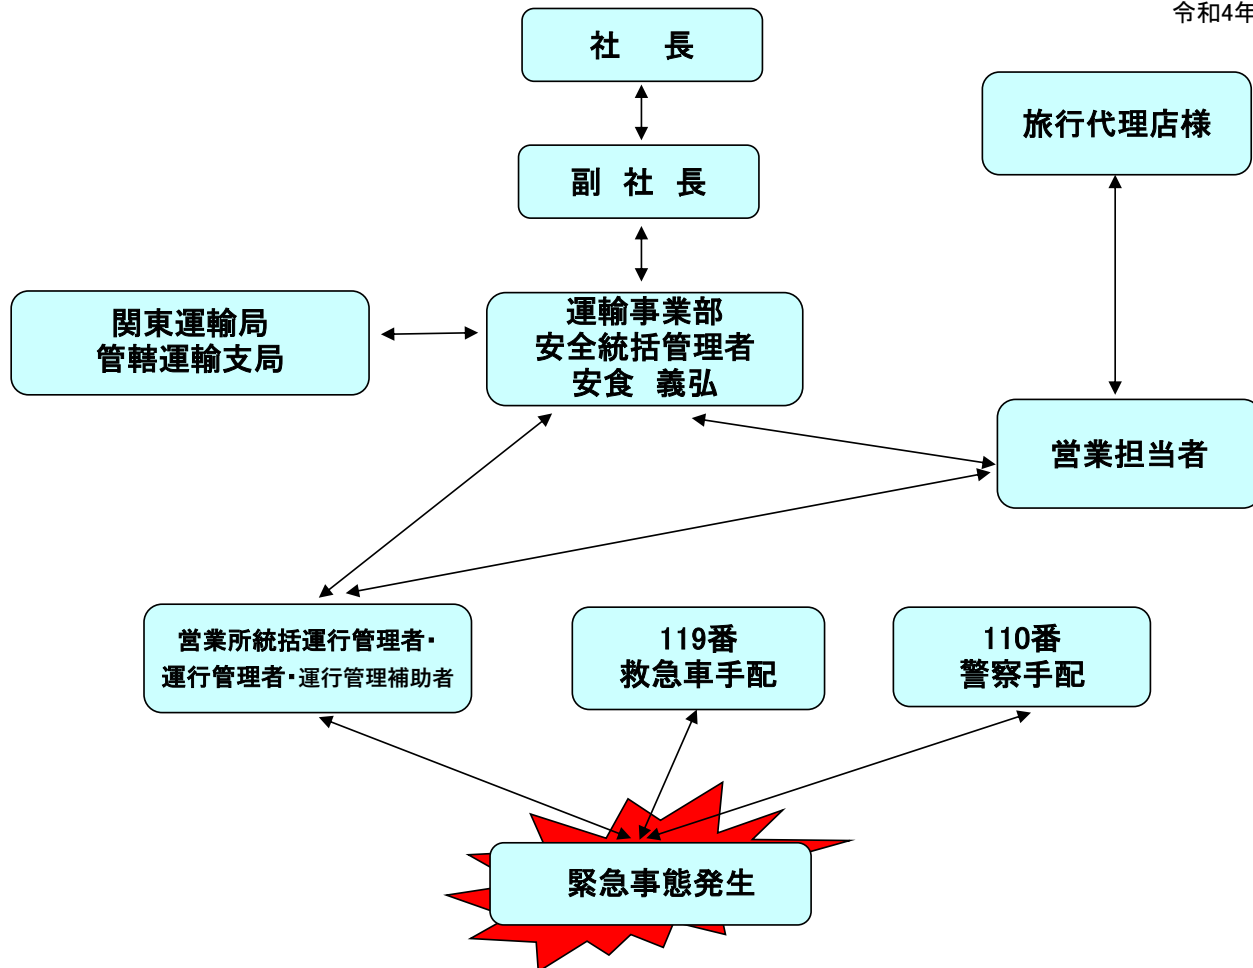 令和4年
社　長
旅行代理店様
副 社 長
関東運輸局
管轄運輸支局
運輸事業部
安全統括管理者
安食　義弘
営業担当者
営業所統括運行管理者・
運行管理者・運行管理補助者
119番
救急車手配
110番
警察手配
緊急事態発生